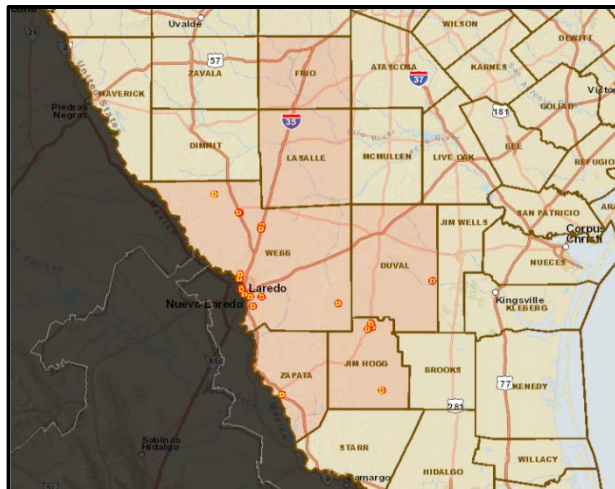 Uvalde
WILSON
DEWITT
57
ZAVALA
FRIO
ATASCOSA
KARNES
37
MAVERICK
GOLIAD
Piedras
Negras
181
35
BEE
DIMMIT
LASALLE
MCMULLEN
LIVE OAK
REFUGIO
SAN PATRICIO
JIM WELLS
Corpus
Christi
WEBB
DUVAL
NUECES
Laredo
Nuevo Laredo
Kingsville
KLEBERG
ZAPATA
JIM HOGG
BROOKS
77
KENEDY
281
Sabinas
Hidalgo
STARR
HIDALGO
WILLACY
Camargo